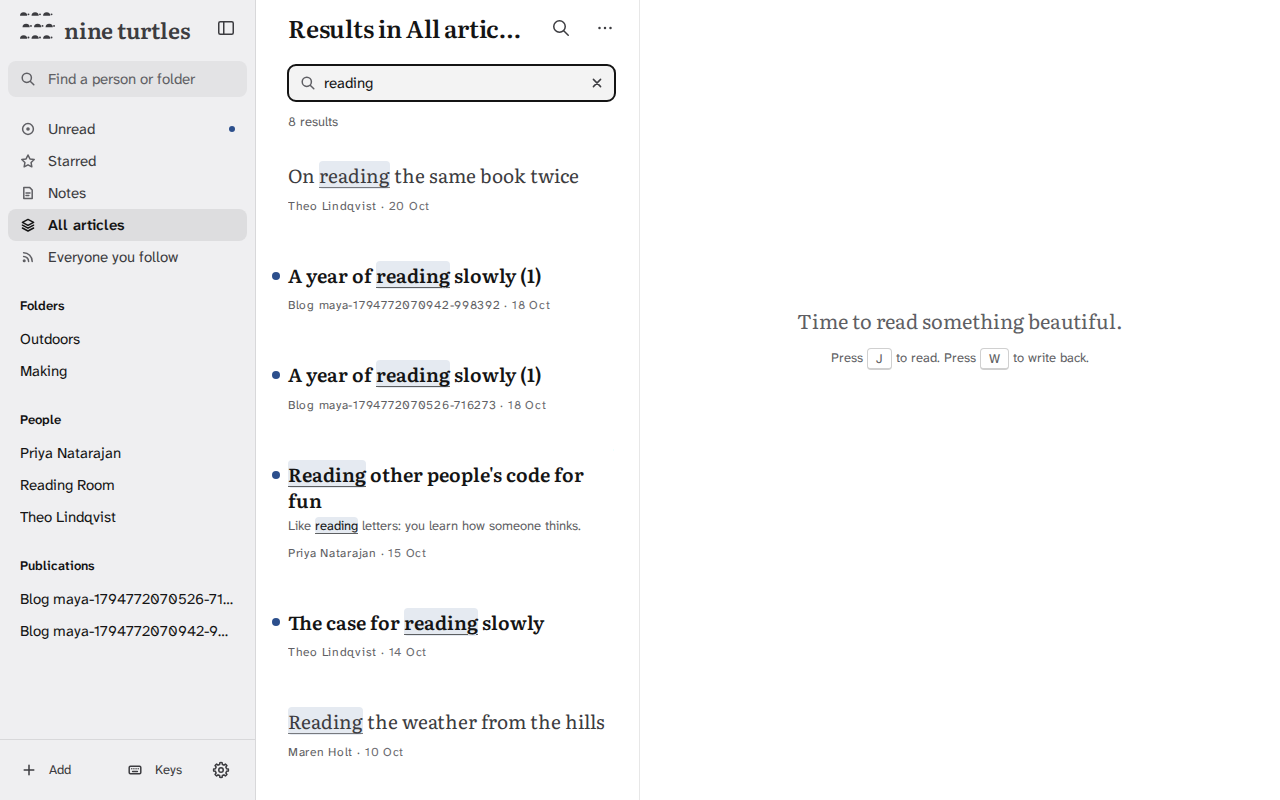 nine turtles
Find a person or folder
Unread
Starred
Notes
All articles
Everyone you follow
Folders
Outdoors
Making
People
Priya Natarajan
Reading Room
Theo Lindqvist
Publications
Blog maya-1794772070526-71...
Blog maya-1794772070942-9...
Add
Keys
Results in All artic...
reading
8 results
On reading the same book twice
Theo Lindqvist · 20 Oct
A year of reading slowly (1)
Blog maya-1794772070942-998392 · 18 Oct
A year of reading slowly (1)
Blog maya-1794772070526-716273 · 18 Oct
Reading other people's code for
fun
Like reading letters: you learn how someone thinks.
Priya Natarajan · 15 Oct
The case for reading slowly
Theo Lindqvist · 14 Oct
Reading the weather from the hills
Maren Holt · 10 Oct
Time to read something beautiful.
Press J to read. Press W to write back.